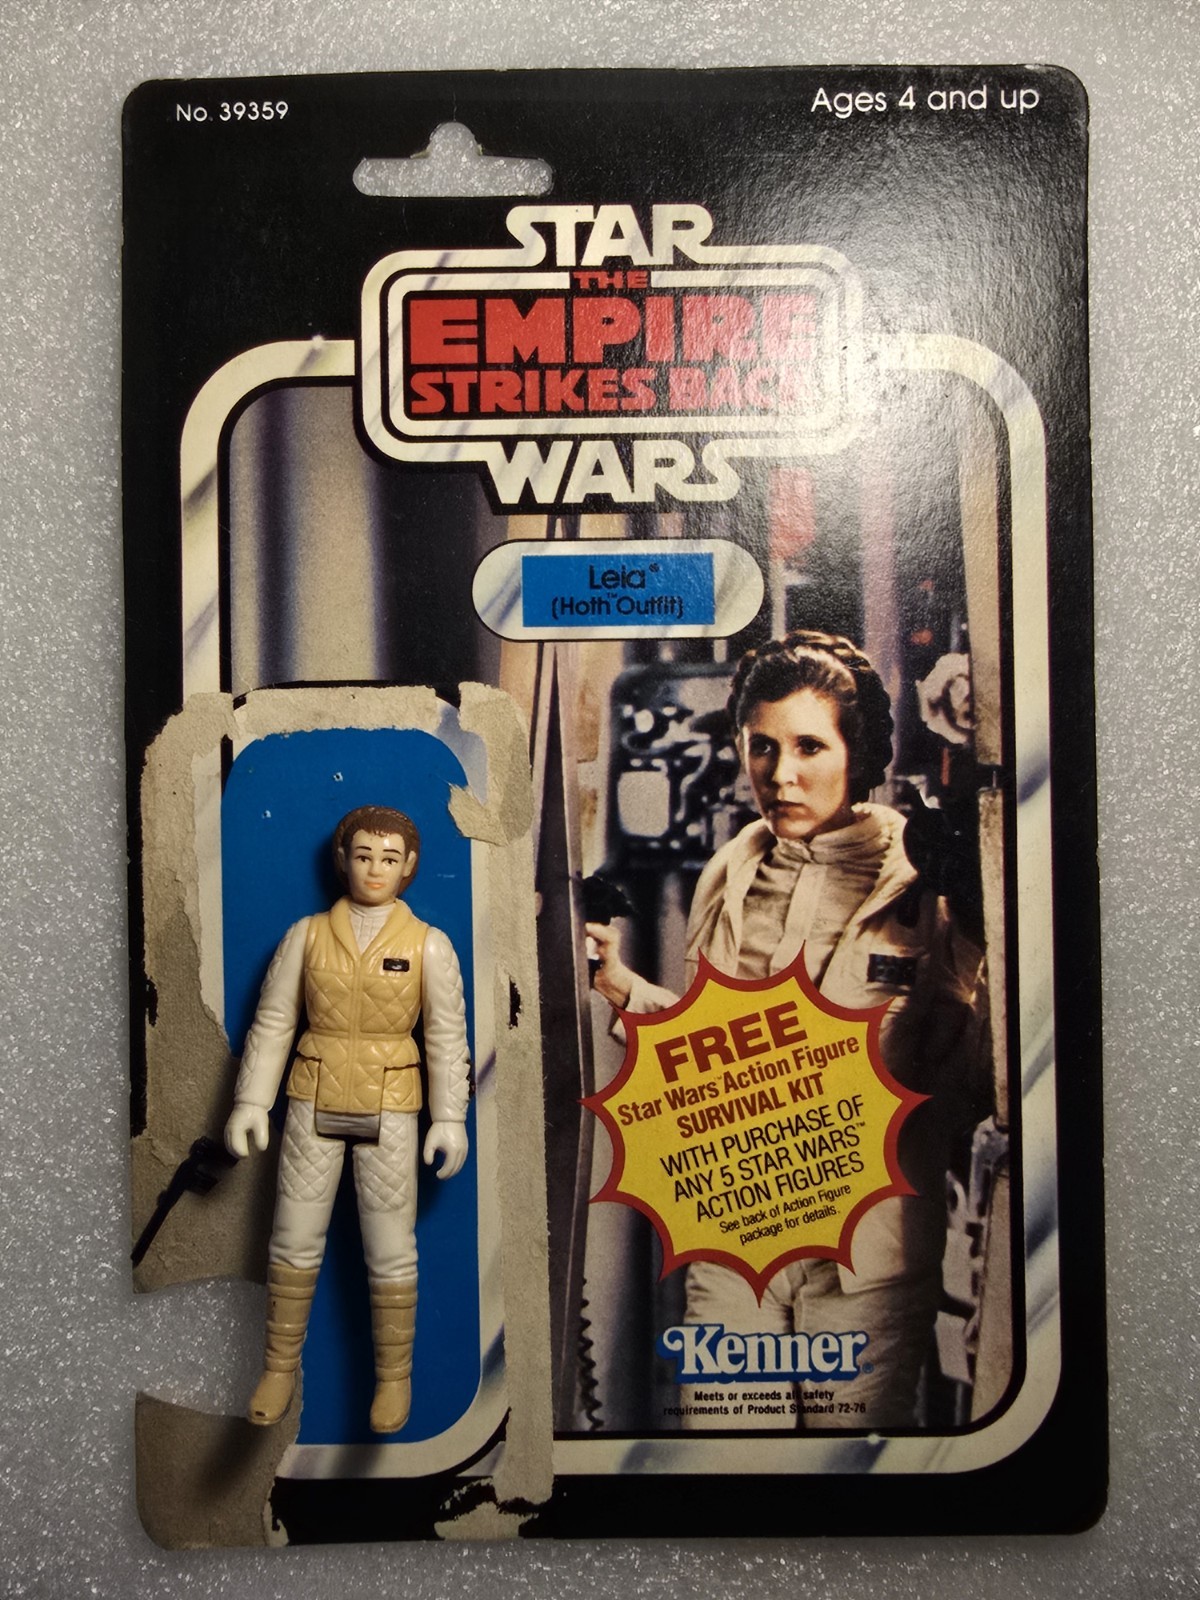 No. 39359
Ages 4 and up
STAR
THE
EMPIRE
STRIKES BACK
WARS
Leia®
(Hoth™ Outfit)
FREE
Star Wars™ Action Figure
SURVIVAL KIT
WITH PURCHASE OF
ANY 5 STAR WARS™
ACTION FIGURES
See back of Action Figure
package for details.
Kenner®
Meets or exceeds all safety
requirements of Product Standard 72-76